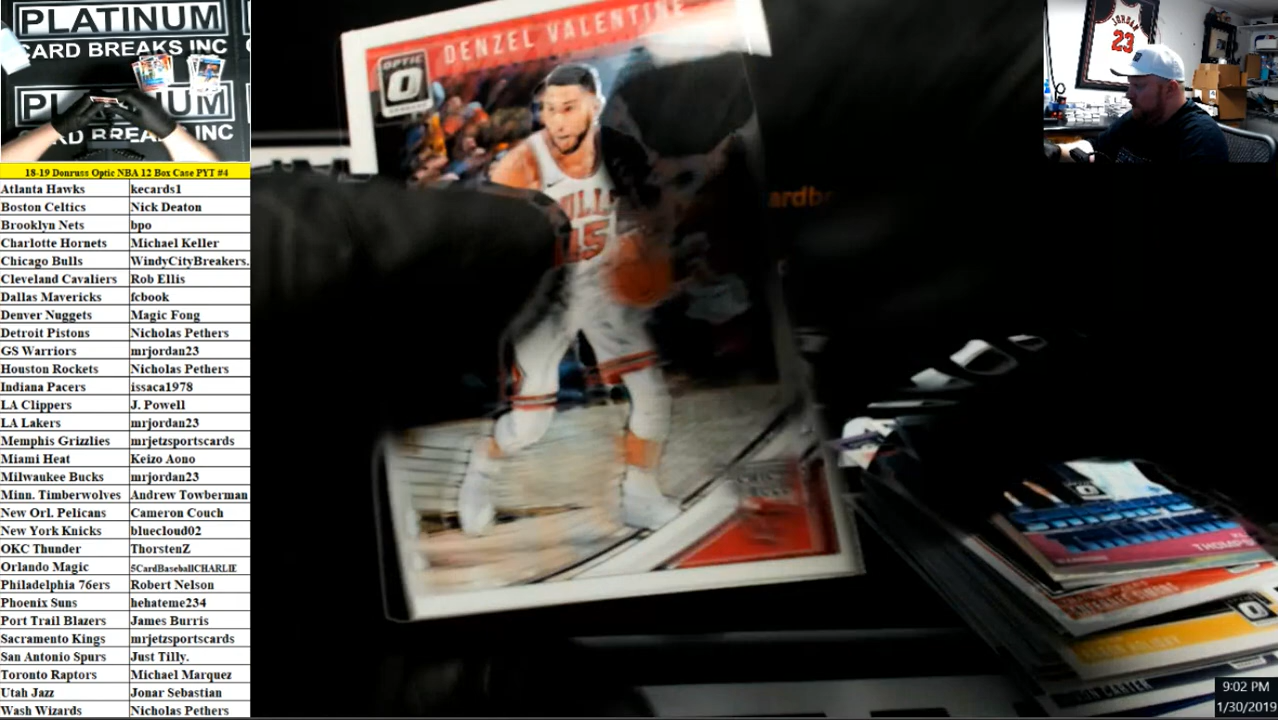 PLATINUM
CARD BREAKS INC
PLATINUM
CARD BREAKS INC
18-19 Donruss Optic NBA 12 Box Case PYT #4
Atlanta Hawks kecards1
Boston Celtics Nick Deaton
Brooklyn Nets bpo
Charlotte Hornets Michael Keller
Chicago Bulls WindyCityBreakers.
Cleveland Cavaliers Rob Ellis
Dallas Mavericks fcbook
Denver Nuggets Magic Fong
Detroit Pistons Nicholas Pethers
GS Warriors mrjordan23
Houston Rockets Nicholas Pethers
Indiana Pacers issaca1978
LA Clippers J. Powell
LA Lakers mrjordan23
Memphis Grizzlies mrjetzsportscards
Miami Heat Keizo Aono
Milwaukee Bucks mrjordan23
Minn. Timberwolves Andrew Towberman
New Orl. Pelicans Cameron Couch
New York Knicks bluecloud02
OKC Thunder ThorstenZ
Orlando Magic 5CardBaseballCHARLIE
Philadelphia 76ers Robert Nelson
Phoenix Suns hehateme234
Port Trail Blazers James Burris
Sacramento Kings mrjetzsportscards
San Antonio Spurs Just Tilly.
Toronto Raptors Michael Marquez
Utah Jazz Jonar Sebastian
Wash Wizards Nicholas Pethers
DENZEL VALENTINE
OPTIC
BULLS
45
ardbr
JORDAN
23
THOMPSON
9:02 PM
1/30/2019